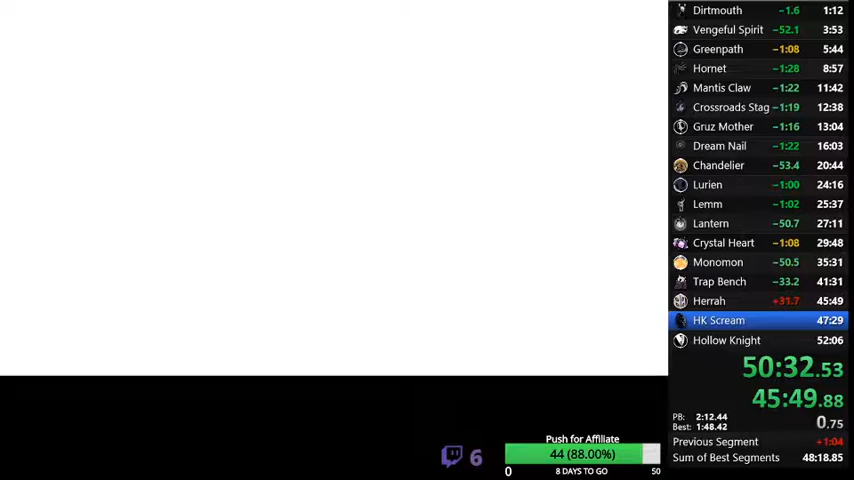 Dirtmouth -1.6 1:12
Vengeful Spirit -52.1 3:53
Greenpath -1:08 5:44
Hornet -1:28 8:57
Mantis Claw -1:22 11:42
Crossroads Stag -1:19 12:38
Gruz Mother -1:16 13:04
Dream Nail -1:22 16:03
Chandelier -53.4 20:44
Lurien -1:00 24:16
Lemm -1:02 25:37
Lantern -50.7 27:11
Crystal Heart -1:08 29:48
Monomon -50.5 35:31
Trap Bench -33.2 41:31
Herrah +31.7 45:49
HK Scream 47:29
Hollow Knight 52:06
50:32.53
45:49.88
PB: 2:12.44
Best: 1:48.42
0.75
Previous Segment +1:04
Sum of Best Segments 48:18.85
Push for Affiliate
6
44 (88.00%)
0 8 DAYS TO GO 50